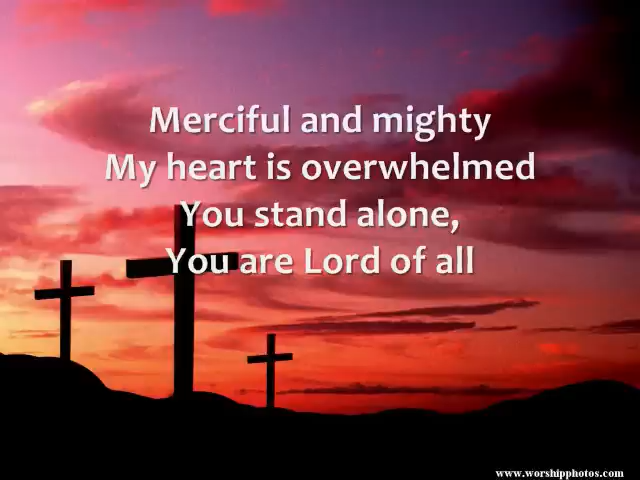 Merciful and mighty
My heart is overwhelmed
You stand alone,
You are Lord of all
www.worshipphotos.com